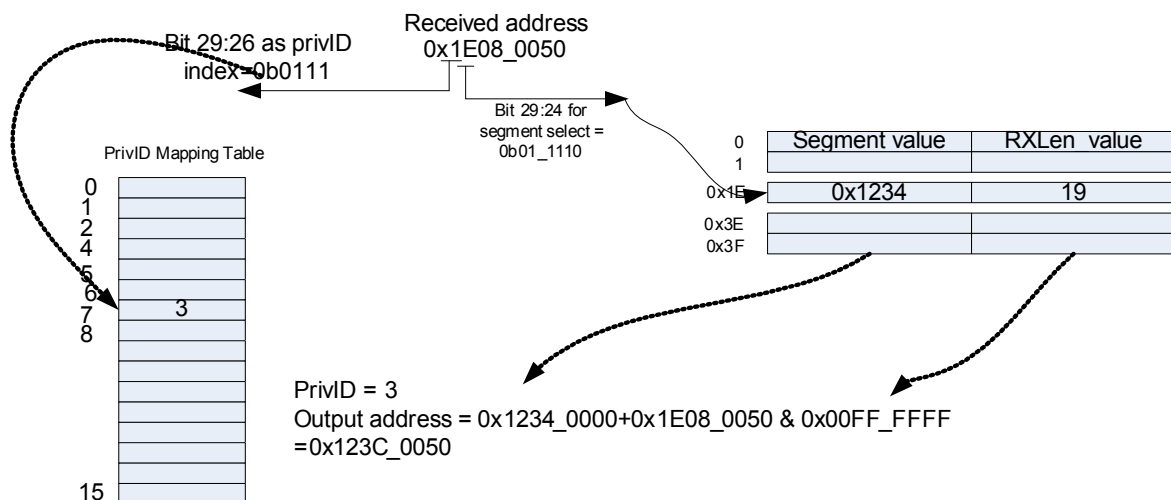 Received address
0x1E08_0050
Bit 29:26 as privID
index=0b0111
Bit 29:24 for
segment select =
0b01_1110
PrivID Mapping Table
0
1
2
4
5
6
7
8
15
3
Segment value RXLen value
0
1
0x1E 0x1234 19
0x3E
0x3F
PrivID = 3
Output address = 0x1234_0000+0x1E08_0050 & 0x00FF_FFFF
=0x123C_0050